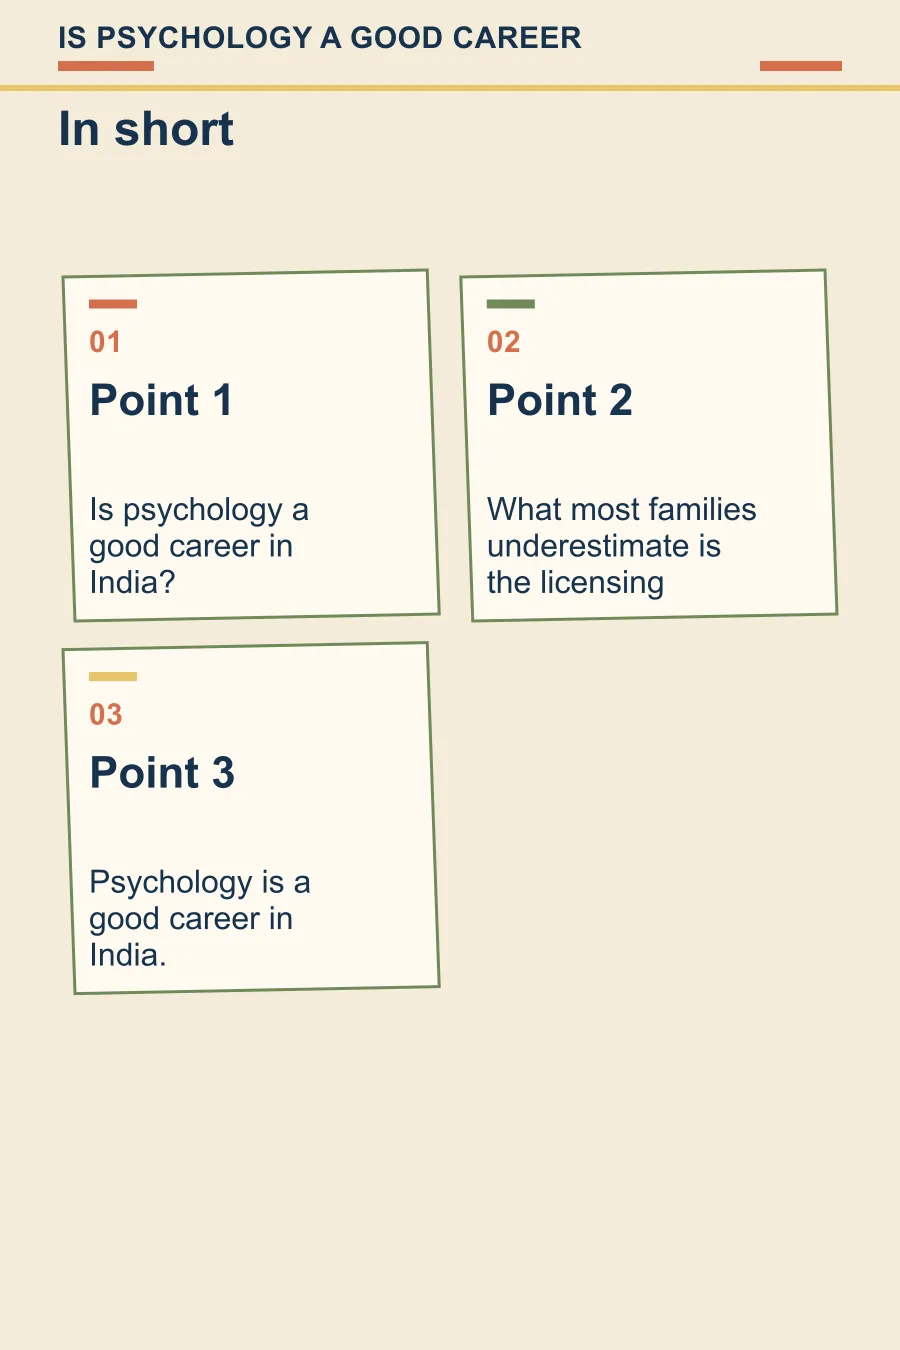 IS PSYCHOLOGY A GOOD CAREER
In short
01
Point 1
Is psychology a
good career in
India?
02
Point 2
What most families
underestimate is
the licensing
03
Point 3
Psychology is a
good career in
India.